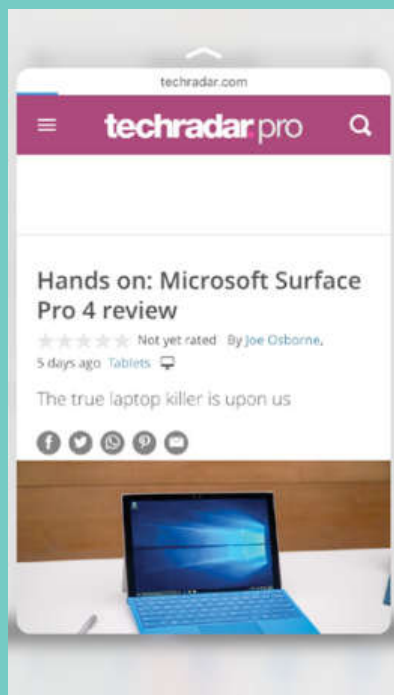 techradar.com
techradar.pro
Hands on: Microsoft Surface
Pro 4 review
Not yet rated By Joe Osborne,
5 days ago Tablets
The true laptop killer is upon us